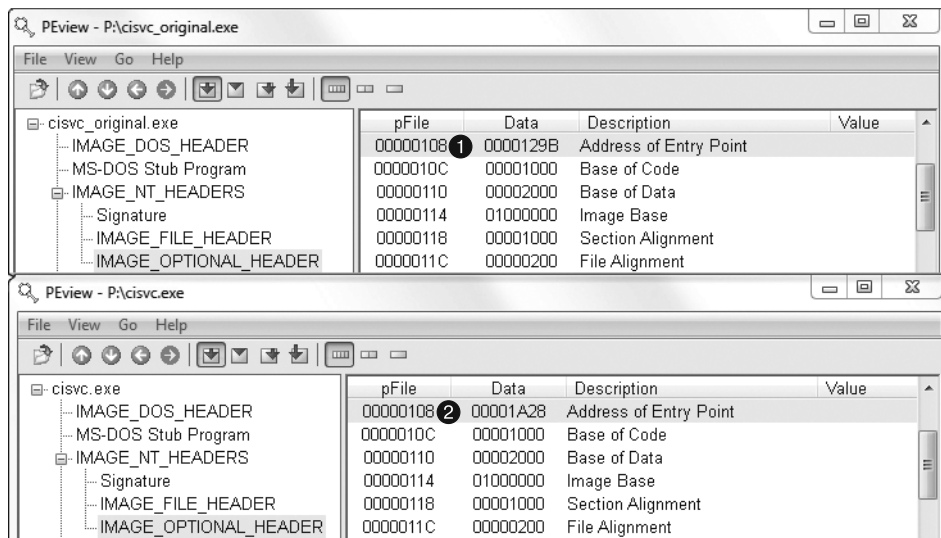 PEview - P:\cisvc_original.exe
File View Go Help
cisvc_original.exe
IMAGE_DOS_HEADER
MS-DOS Stub Program
IMAGE_NT_HEADERS
Signature
IMAGE_FILE_HEADER
IMAGE_OPTIONAL_HEADER
pFile Data Description Value
00000108 1 0000129B Address of Entry Point
0000010C 00001000 Base of Code
00000110 00002000 Base of Data
00000114 01000000 Image Base
00000118 00001000 Section Alignment
0000011C 00000200 File Alignment
PEview - P:\cisvc.exe
File View Go Help
cisvc.exe
IMAGE_DOS_HEADER
MS-DOS Stub Program
IMAGE_NT_HEADERS
Signature
IMAGE_FILE_HEADER
IMAGE_OPTIONAL_HEADER
pFile Data Description Value
00000108 2 00001A28 Address of Entry Point
0000010C 00001000 Base of Code
00000110 00002000 Base of Data
00000114 01000000 Image Base
00000118 00001000 Section Alignment
0000011C 00000200 File Alignment